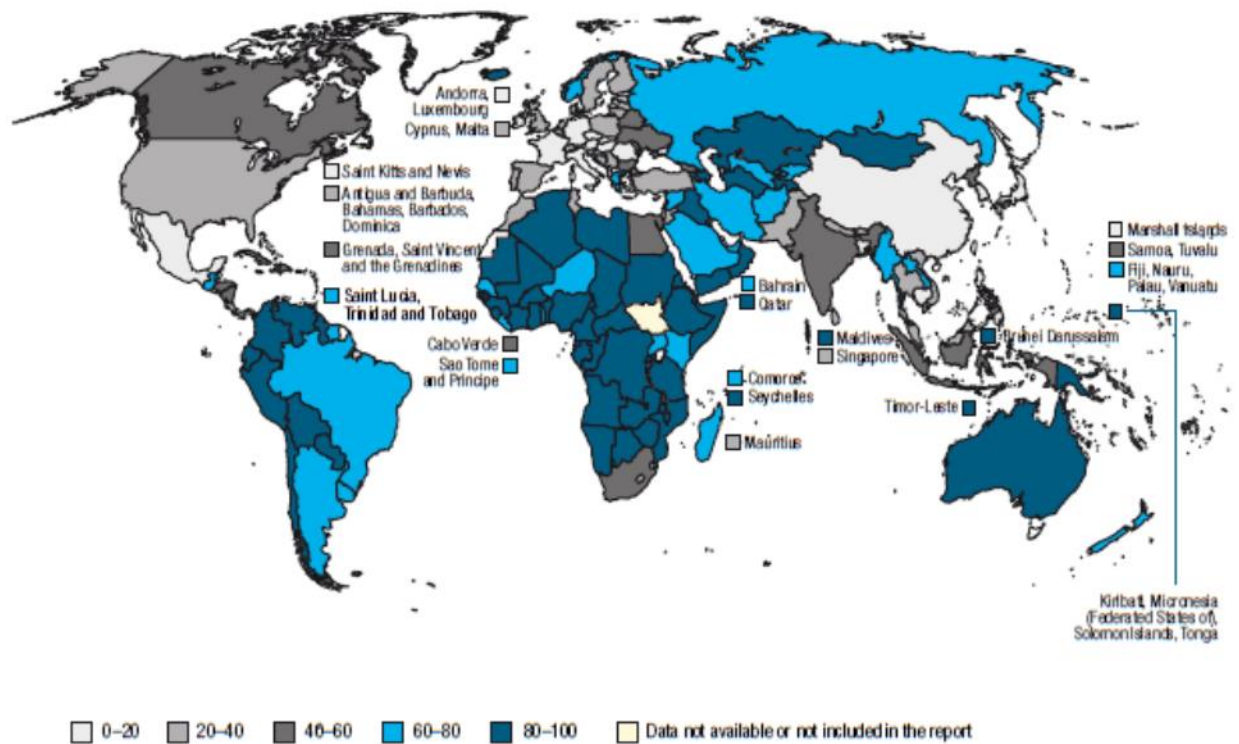 Andorra,
Luxembourg
Cyprus, Malta
Saint Kitts and Nevis
Antigua and Barbuda,
Bahamas, Barbados,
Dominica
Grenada, Saint Vincent
and the Grenadines
Saint Lucia,
Trinidad and Tobago
Cabo Verde
Sao Tome
and Principe
Bahrain
Qatar
Comoros
Seychelles
Mauritius
Maldives
Singapore
Brunei Darussalam
Timor-Leste
Marshall Islands
Samoa, Tuvalu
Fiji, Nauru,
Palau, Vanuatu
Kiribati, Micronesia
(Federated States of),
Solomon Islands, Tonga
0–20
20–40
40–60
60–80
80–100
Data not available or not included in the report